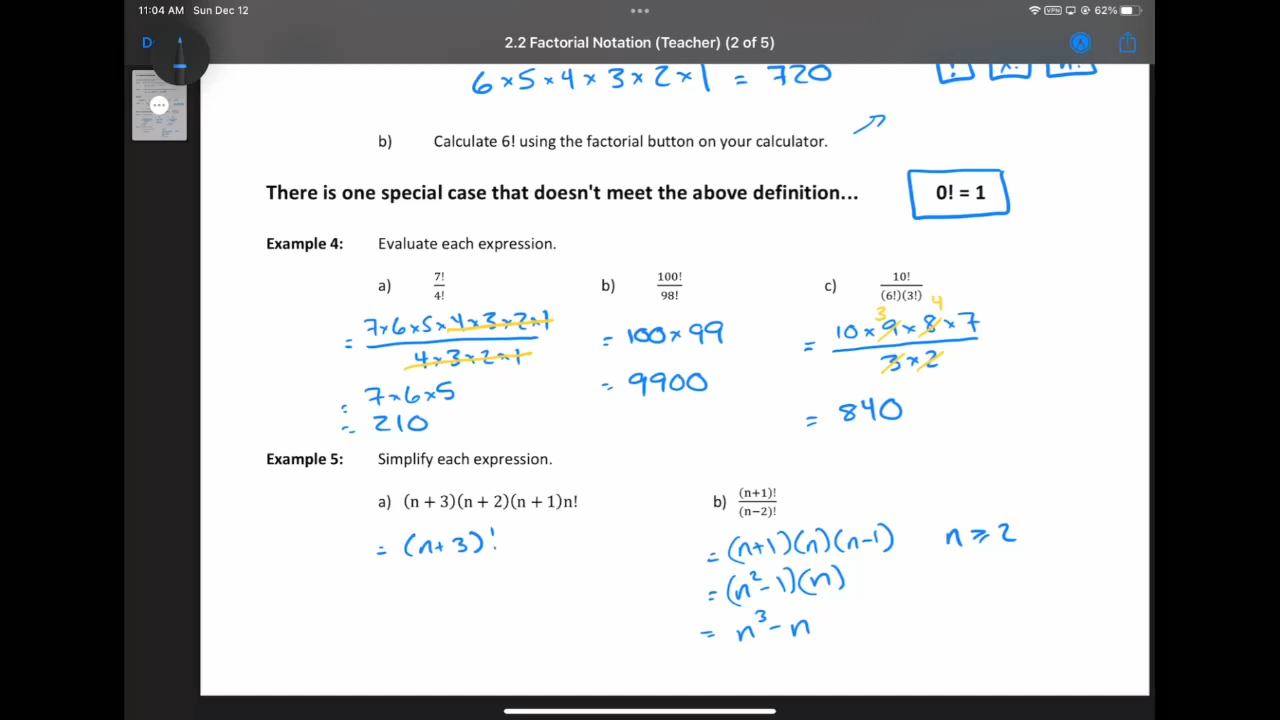 11:04 AM Sun Dec 12
VPN 62%
D
2.2 Factorial Notation (Teacher) (2 of 5)
6 × 5 × 4 × 3 × 2 × 1 = 720
b) Calculate 6! using the factorial button on your calculator.
There is one special case that doesn't meet the above definition... 0! = 1
Example 4: Evaluate each expression.
a) 7!/4! b) 100!/98! c) 10!/(6!)(3!)
= 7×6×5×4×3×2×1 / 4×3×2×1
= 7×6×5
= 210
= 100 × 99
= 9900
3 4
= 10 × 9 × 8 × 7 / 3 × 2
= 840
Example 5: Simplify each expression.
a) (n + 3)(n + 2)(n + 1)n!
= (n+3)!
b) (n+1)!/(n−2)!
= (n+1)(n)(n-1) n ≥ 2
= (n² - 1)(n)
= n³ - n